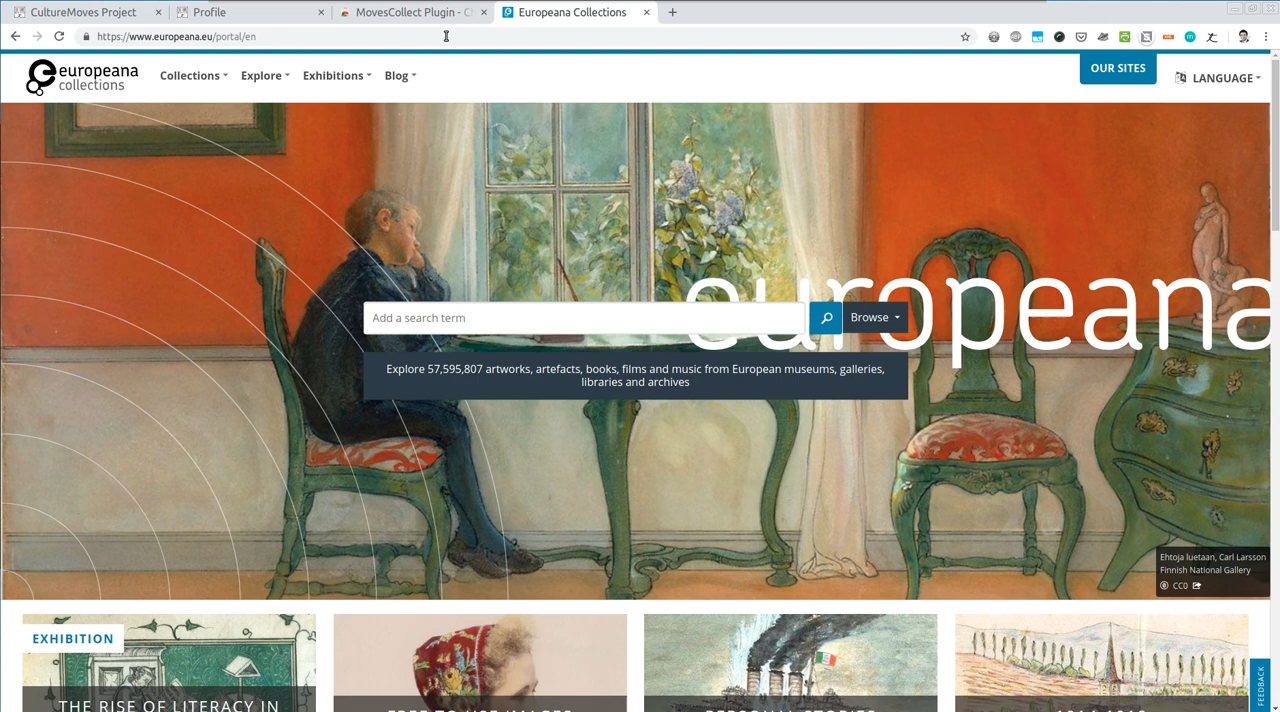 CultureMoves Project
Profile
MovesCollect Plugin - Ch
Europeana Collections
https://www.europeana.eu/portal/en
europeana
collections
Collections
Explore
Exhibitions
Blog
OUR SITES
LANGUAGE
europeana
Add a search term
Browse
Explore 57,595,807 artworks, artefacts, books, films and music from European museums, galleries,
libraries and archives
Ehtoja luetaan, Carl Larsson
Finnish National Gallery
CC0
EXHIBITION
THE RISE OF LITERACY IN
FEEDBACK